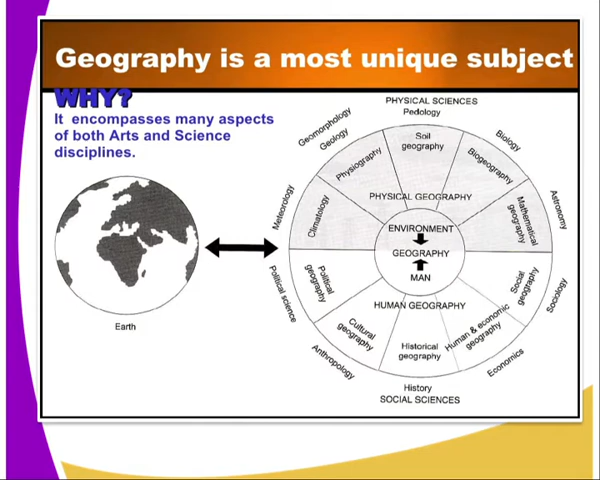 Geography is a most unique subject
WHY?
It encompasses many aspects
of both Arts and Science
disciplines.
Earth
PHYSICAL SCIENCES
Pedology
Geomorphology
Geology
Biology
Meteorology
Astronomy
Soil
geography
Physiography
Biogeography
Climatology
Mathematical
geography
PHYSICAL GEOGRAPHY
ENVIRONMENT
GEOGRAPHY
MAN
HUMAN GEOGRAPHY
Political
geography
Social
geography
Cultural
geography
Historical
geography
Human & economic
geography
Political science
Sociology
Anthropology
Economics
History
SOCIAL SCIENCES